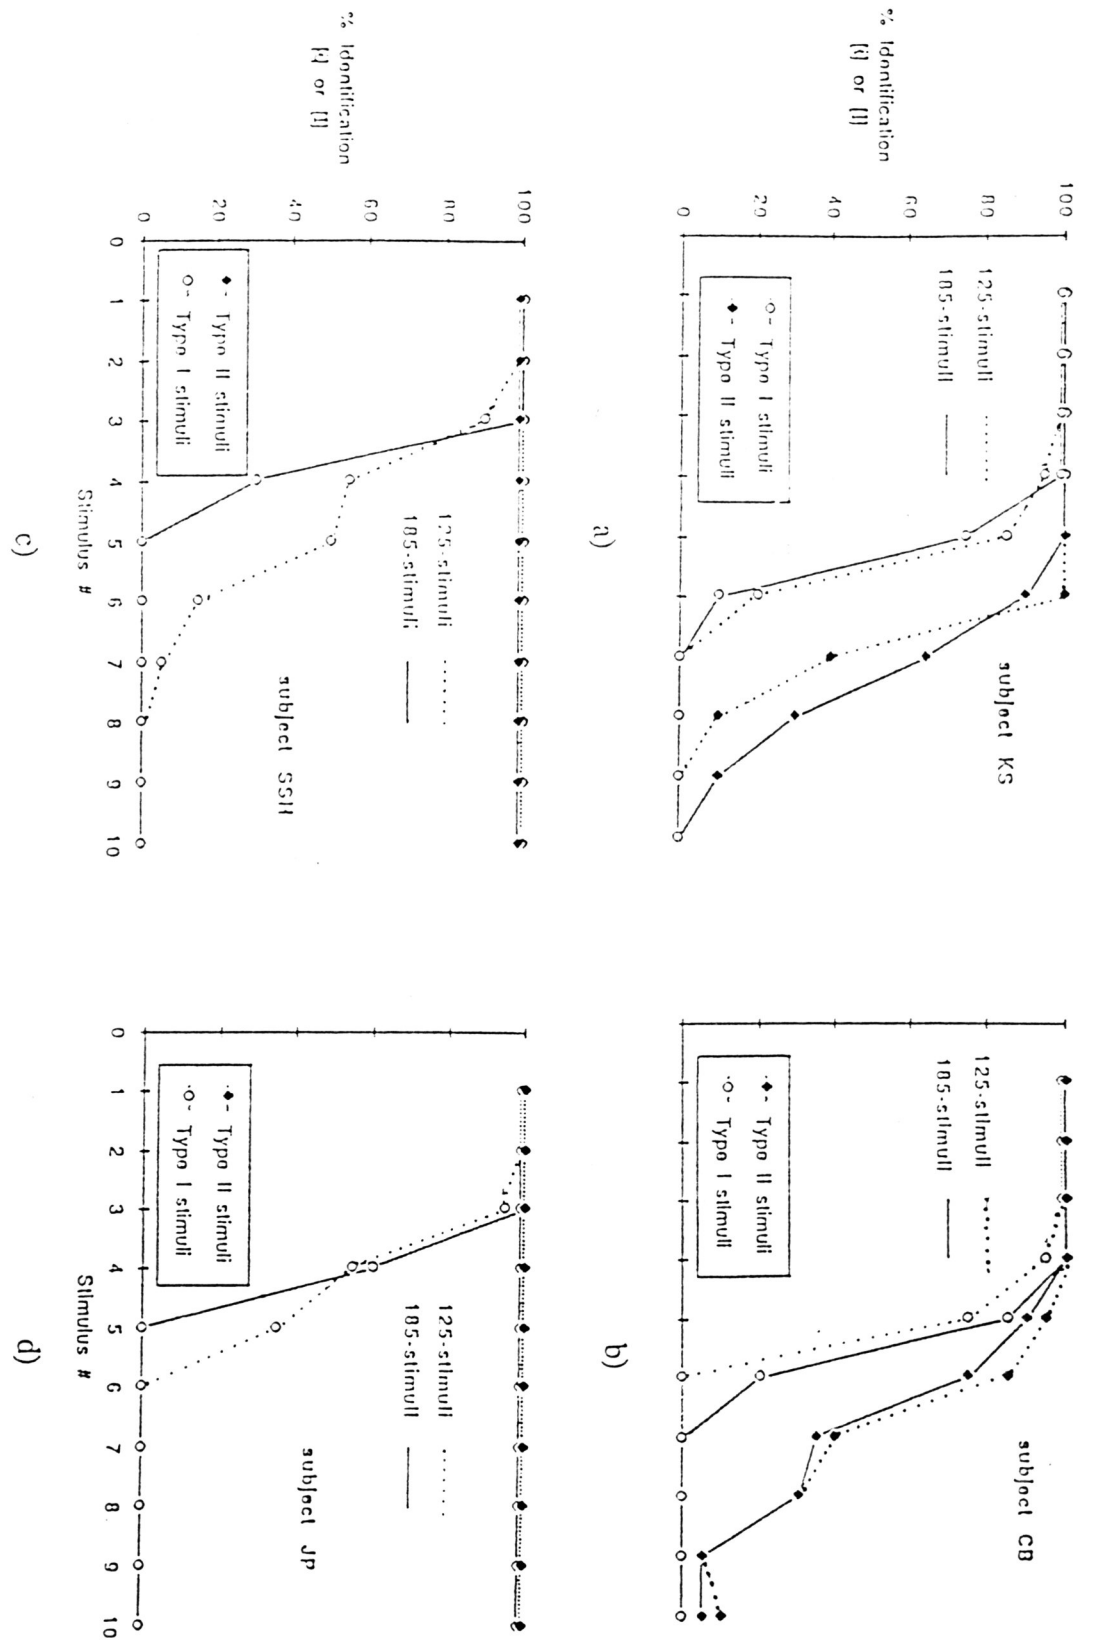 % Identification
[i] or [I]
100
80
60
40
20
0
125-stimuli
185-stimuli
Type I stimuli
Type II stimuli
subject KS
a)
125-stimuli
185-stimuli
Type II stimuli
Type I stimuli
subject CB
b)
% Identification
[i] or [I]
100
80
60
40
20
0
0 1 2 3 4 5 6 7 8 9 10
125-stimuli
185-stimuli
Type II stimuli
Type I stimuli
subject SSH
Stimulus #
c)
0 1 2 3 4 5 6 7 8 9 10
125-stimuli
185-stimuli
Type II stimuli
Type I stimuli
subject JP
Stimulus #
d)